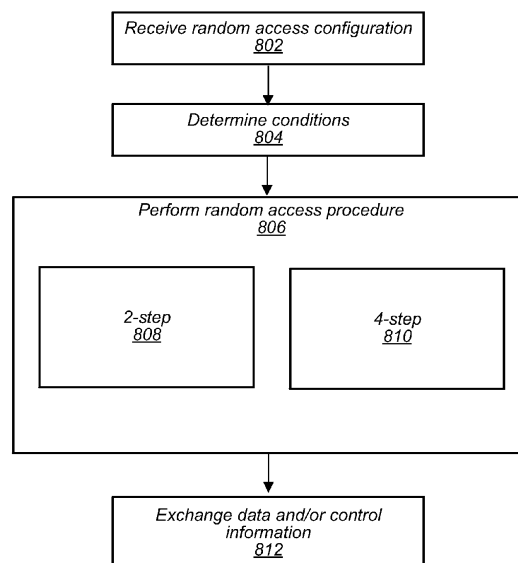 Receive random access configuration
802
Determine conditions
804
Perform random access procedure
806
2-step
808
4-step
810
Exchange data and/or control
information
812